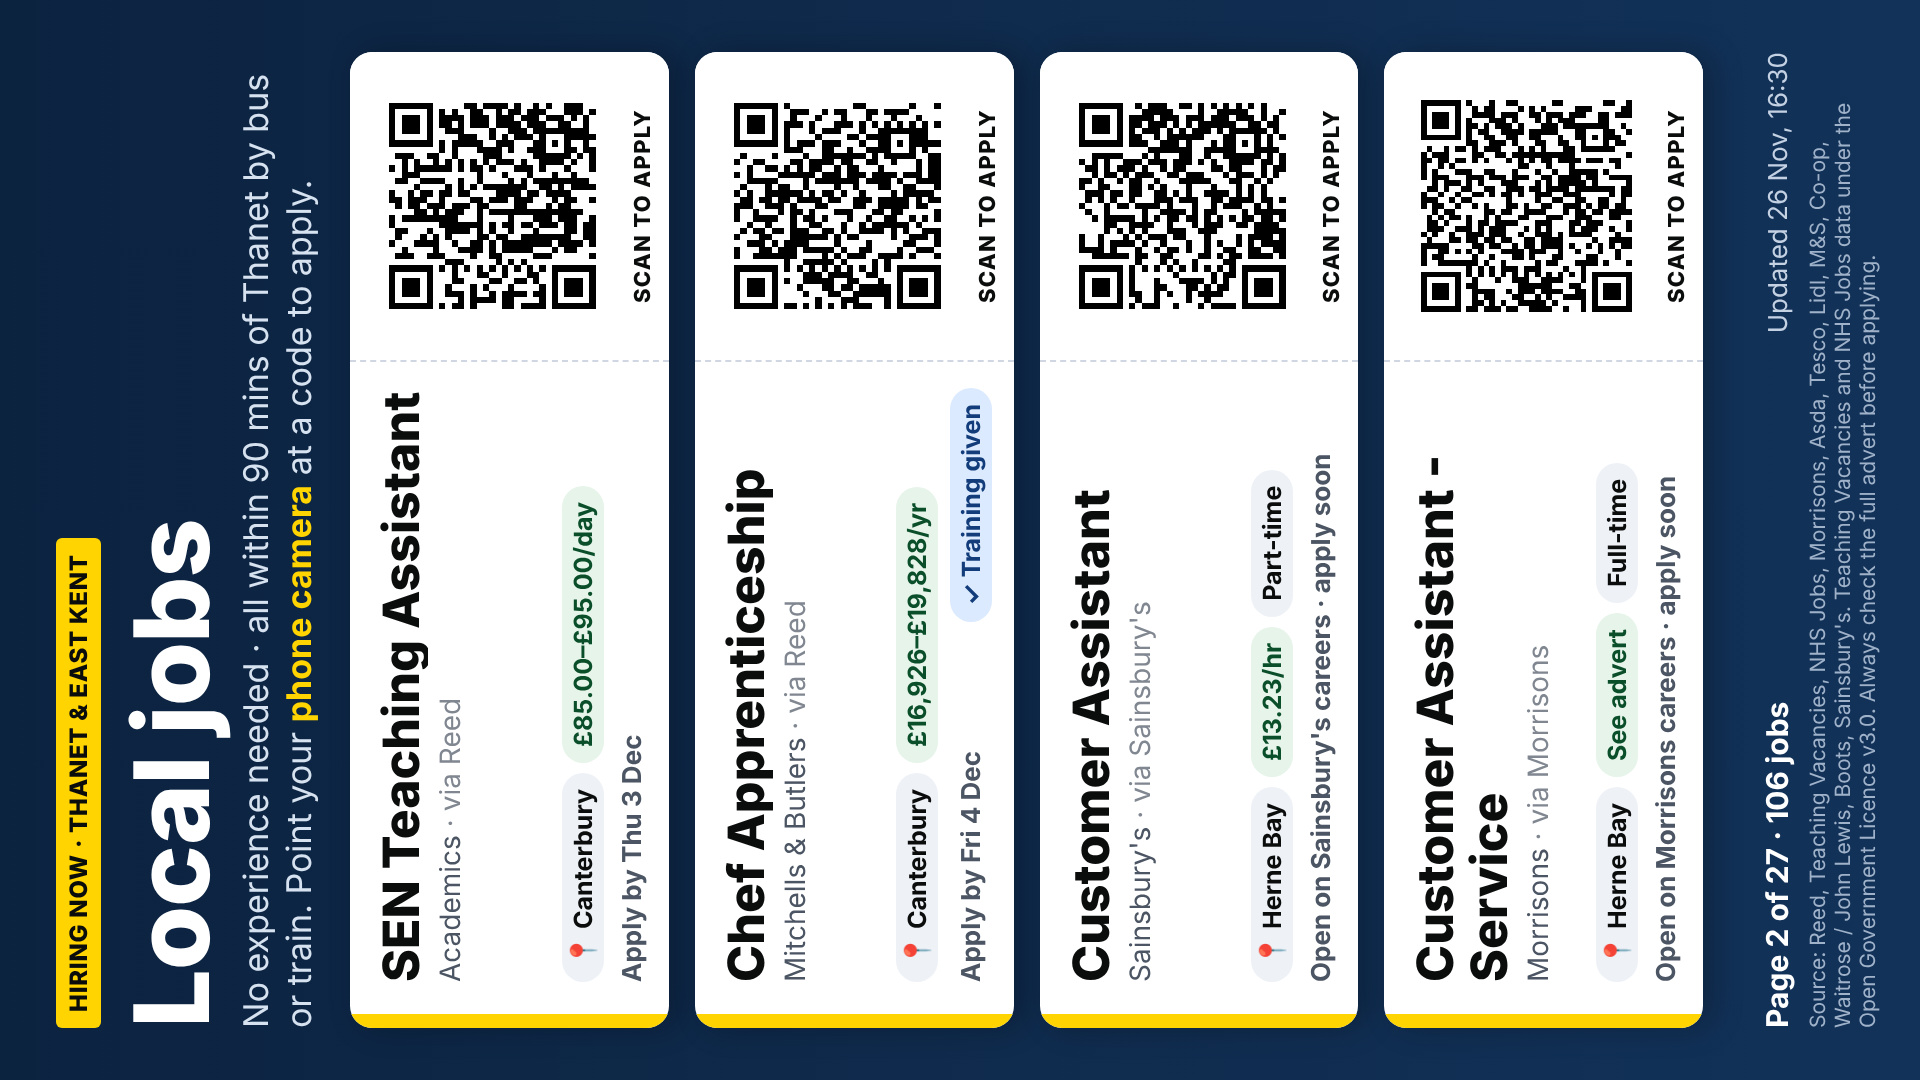 HIRING NOW · THANET & EAST KENT
Local jobs
No experience needed · all within 90 mins of Thanet by bus
or train. Point your phone camera at a code to apply.
SEN Teaching Assistant
Academics · via Reed
📍 Canterbury £85.00–£95.00/day
Apply by Thu 3 Dec
SCAN TO APPLY
Chef Apprenticeship
Mitchells & Butlers · via Reed
📍 Canterbury £16,926–£19,828/yr
Apply by Fri 4 Dec ✓ Training given
SCAN TO APPLY
Customer Assistant
Sainsbury's · via Sainsbury's
📍 Herne Bay £13.23/hr Part-time
Open on Sainsbury's careers · apply soon
SCAN TO APPLY
Customer Assistant -
Service
Morrisons · via Morrisons
📍 Herne Bay See advert Full-time
Open on Morrisons careers · apply soon
SCAN TO APPLY
Page 2 of 27 · 106 jobs Updated 26 Nov, 16:30
Source: Reed, Teaching Vacancies, NHS Jobs, Morrisons, Asda, Tesco, Lidl, M&S, Co-op,
Waitrose / John Lewis, Boots, Sainsbury's. Teaching Vacancies and NHS Jobs data under the
Open Government Licence v3.0. Always check the full advert before applying.